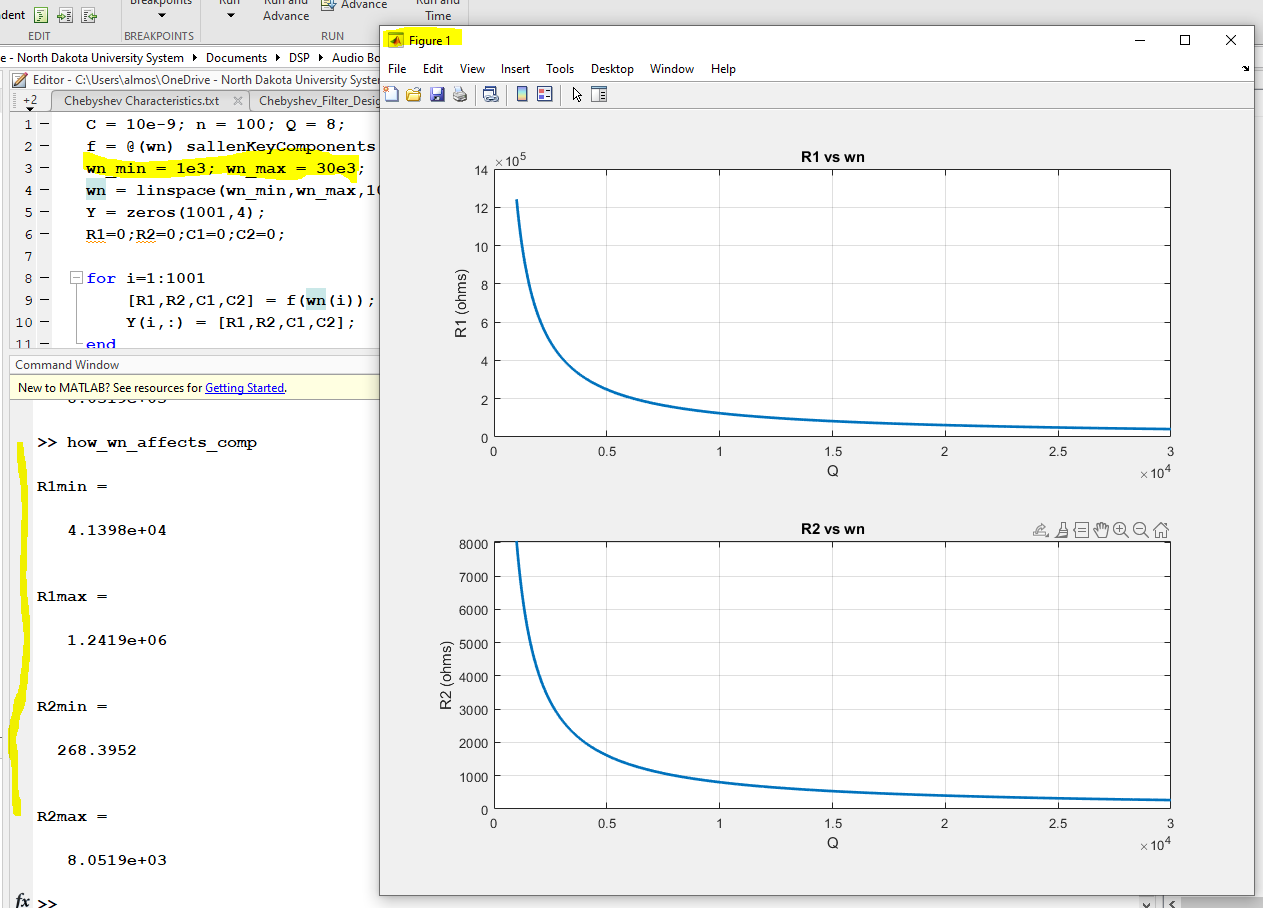 dent
Breakpoints
Run
Run and
Advance
Advance
Run and
Time
EDIT
BREAKPOINTS
RUN
e - North Dakota University System
Documents
DSP
Audio Bo
Editor - C:\Users\almos\OneDrive - North Dakota University Syste
+2
Chebyshev Characteristics.txt
Chebyshev_Filter_Desig
1 C = 10e-9; n = 100; Q = 8;
2 f = @(wn) sallenKeyComponents
3 wn_min = 1e3; wn_max = 30e3;
4 wn = linspace(wn_min,wn_max,10
5 Y = zeros(1001,4);
6 R1=0;R2=0;C1=0;C2=0;
7
8 for i=1:1001
9 [R1,R2,C1,C2] = f(wn(i));
10 Y(i,:) = [R1,R2,C1,C2];
11 end
Command Window
New to MATLAB? See resources for Getting Started.
>> how_wn_affects_comp
R1min =
4.1398e+04
R1max =
1.2419e+06
R2min =
268.3952
R2max =
8.0519e+03
fx >>
Figure 1
File Edit View Insert Tools Desktop Window Help
R1 vs wn
×10^5
14
12
10
8
6
4
2
0
R1 (ohms)
0 0.5 1 1.5 2 2.5 3
Q
×10^4
R2 vs wn
8000
7000
6000
5000
4000
3000
2000
1000
0
R2 (ohms)
0 0.5 1 1.5 2 2.5 3
Q
×10^4